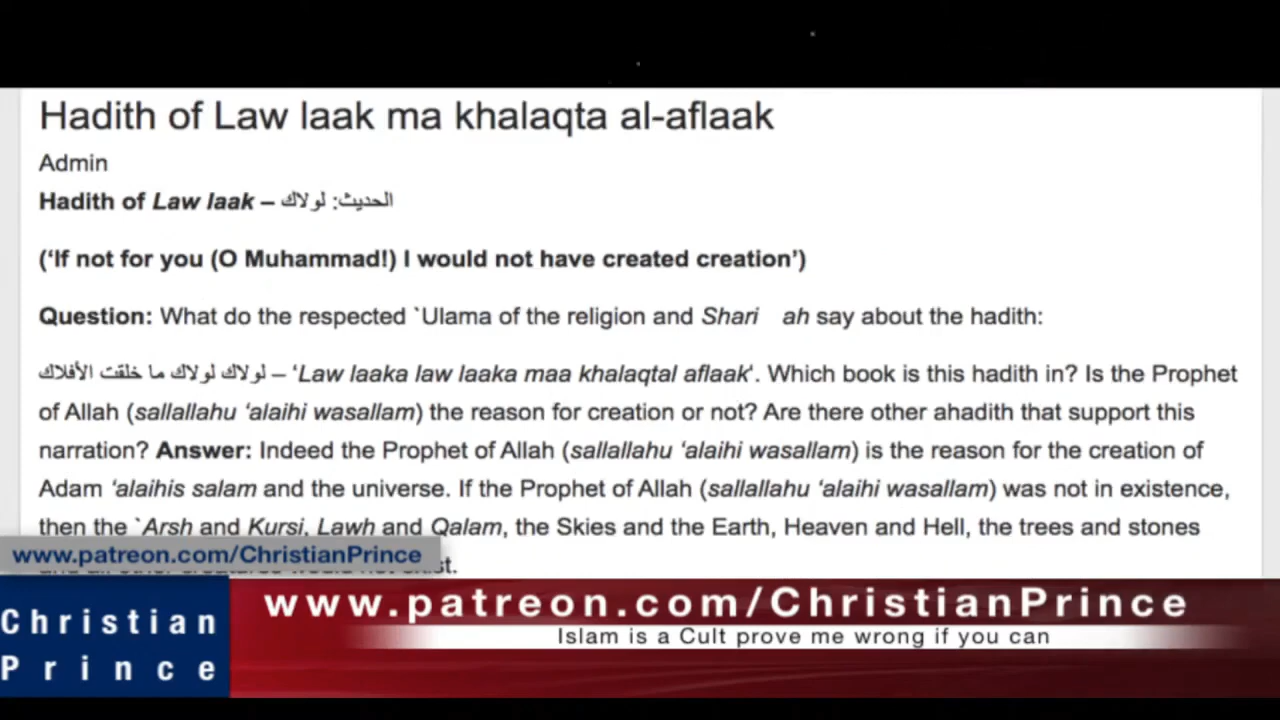 Hadith of Law laak ma khalaqta al-aflaak
Admin
Hadith of Law laak – الحديث: لولاك
(‘If not for you (O Muhammad!) I would not have created creation’)
Question: What do the respected `Ulama of the religion and Shari ah say about the hadith:
لولاك لولاك ما خلقت الأفلاك – ‘Law laaka law laaka maa khalaqtal aflaak’. Which book is this hadith in? Is the Prophet
of Allah (sallallahu ‘alaihi wasallam) the reason for creation or not? Are there other ahadith that support this
narration? Answer: Indeed the Prophet of Allah (sallallahu ‘alaihi wasallam) is the reason for the creation of
Adam ‘alaihis salam and the universe. If the Prophet of Allah (sallallahu ‘alaihi wasallam) was not in existence,
then the `Arsh and Kursi, Lawh and Qalam, the Skies and the Earth, Heaven and Hell, the trees and stones
and all other creatures would not exist.
www.patreon.com/ChristianPrince
www.patreon.com/ChristianPrince
Islam is a Cult prove me wrong if you can
Christian
Prince